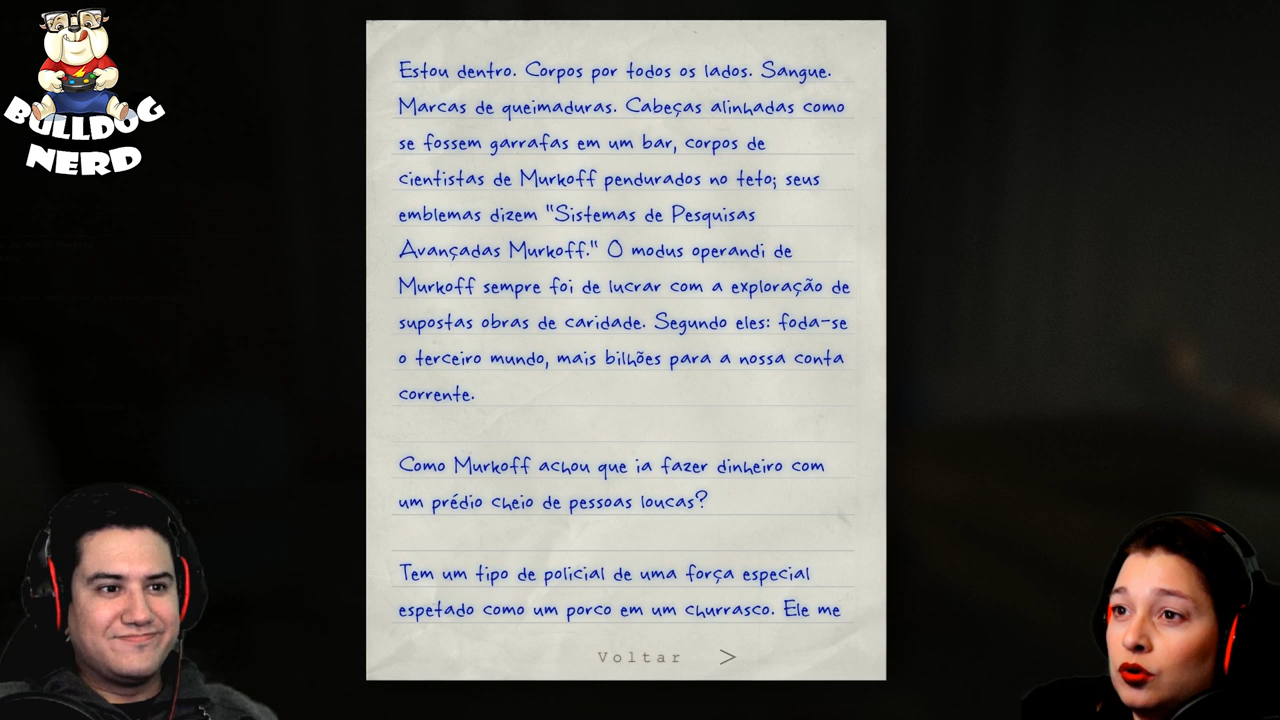 BULLDOG
NERD
Estou dentro. Corpos por todos os lados. Sangue.
Marcas de queimaduras. Cabeças alinhadas como
se fossem garrafas em um bar, corpos de
cientistas de Murkoff pendurados no teto; seus
emblemas dizem "Sistemas de Pesquisas
Avançadas Murkoff." O modus operandi de
Murkoff sempre foi de lucrar com a exploração de
supostas obras de caridade. Segundo eles: foda-se
o terceiro mundo, mais bilhões para a nossa conta
corrente.
Como Murkoff achou que ia fazer dinheiro com
um prédio cheio de pessoas loucas?
Tem um tipo de policial de uma força especial
espetado como um porco em um churrasco. Ele me
Voltar >